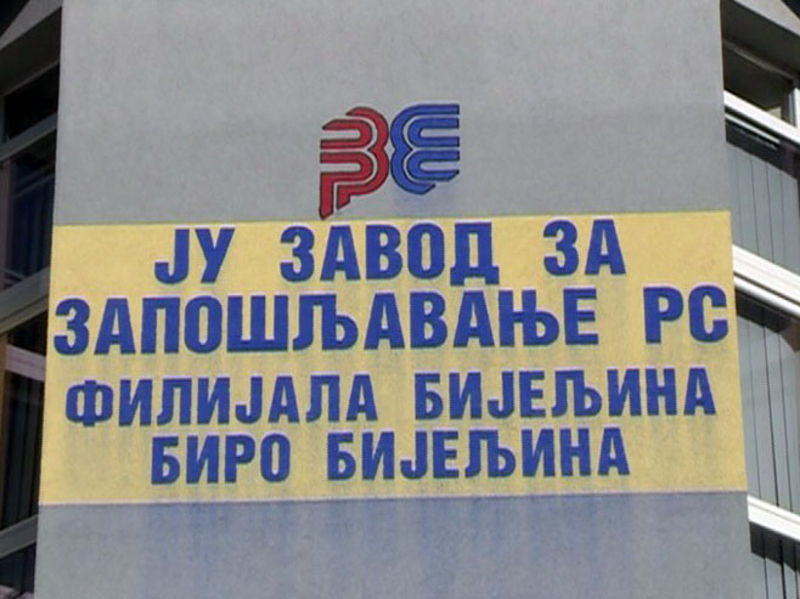 ЈУ ЗАВОД ЗА
ЗАПОШЉАВАЊЕ РС
ФИЛИЈАЛА БИЈЕЉИНА
БИРО БИЈЕЉИНА